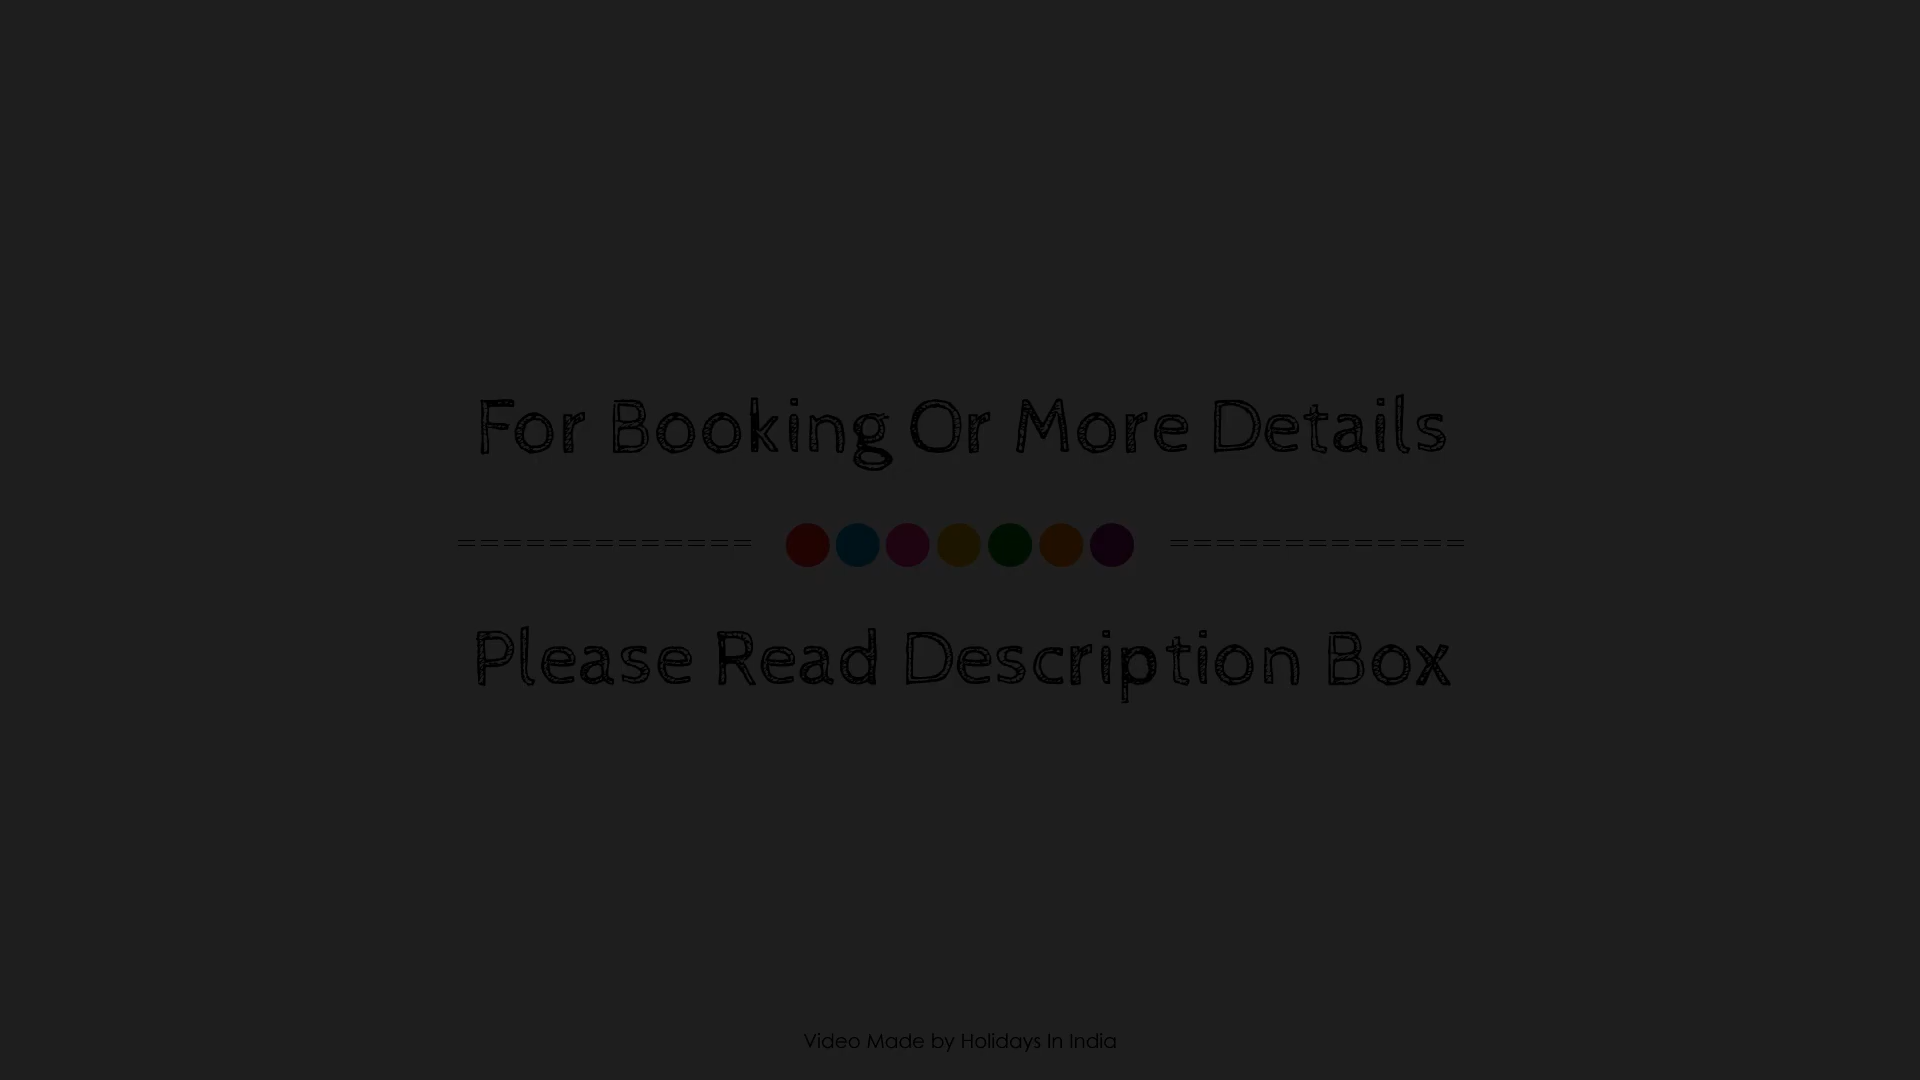 For Booking Or More Details
============= =============
Please Read Description Box
Video Made by Holidays In India